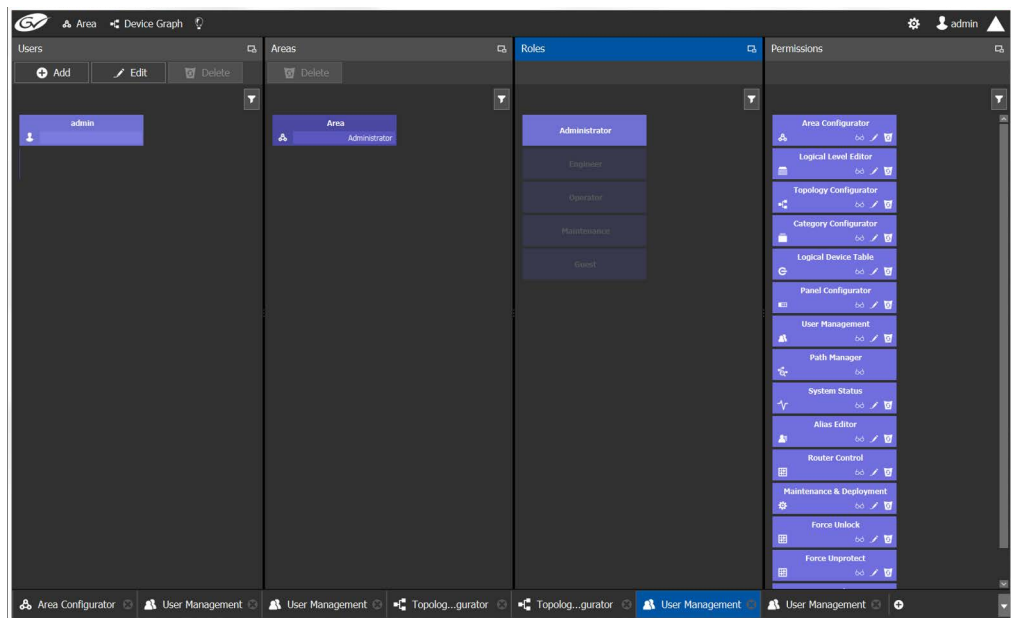 GV Area Device Graph admin
Users Areas Roles Permissions
Add Edit Delete Delete
admin
Area
Administrator
Administrator
Engineer
Operator
Maintenance
Guest
Area Configurator
Logical Level Editor
Topology Configurator
Category Configurator
Logical Device Table
Panel Configurator
User Management
Path Manager
System Status
Alias Editor
Router Control
Maintenance & Deployment
Force Unlock
Force Unprotect
Area Configurator User Management User Management Topolog...gurator Topolog...gurator User Management User Management